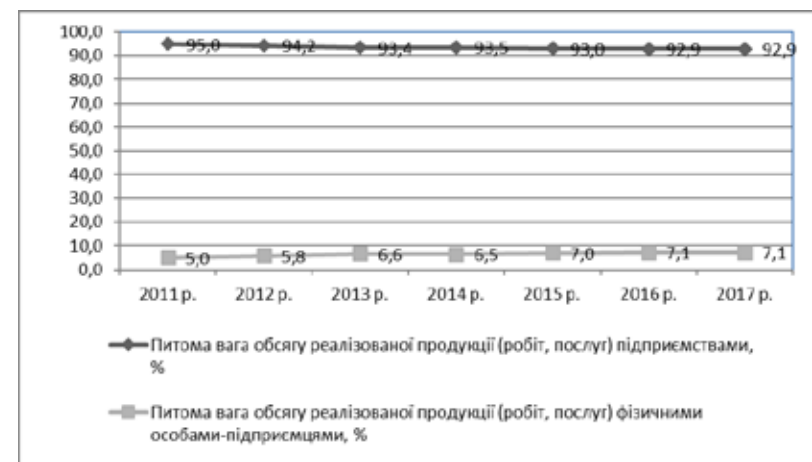 100,0
90,0
80,0
70,0
60,0
50,0
40,0
30,0
20,0
10,0
0,0
95,0 94,2 93,4 93,5 93,0 92,9 92,9
5,0 5,8 6,6 6,5 7,0 7,1 7,1
2011 р. 2012 р. 2013 р. 2014 р. 2015 р. 2016 р. 2017 р.
Питома вага обсягу реалізованої продукції (робіт, послуг) підприємствами,
%
Питома вага обсягу реалізованої продукції (робіт, послуг) фізичними
особами-підприємцями, %